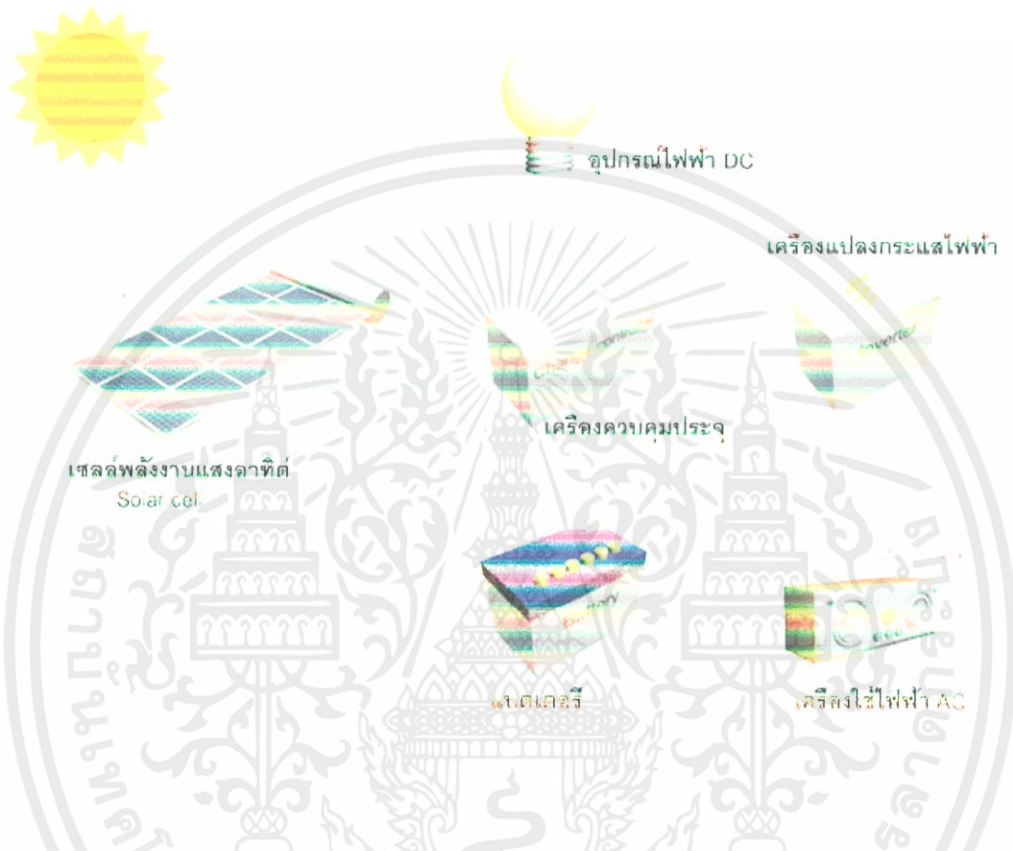 อุปกรณ์ไฟฟ้า DC
เครื่องแปลงกระแสไฟฟ้า
Inverter
เครื่องควบคุมประจุ
เซลล์พลังงานแสงอาทิตย์
Solar cell
Battery
แบตเตอรี่
เครื่องใช้ไฟฟ้า AC